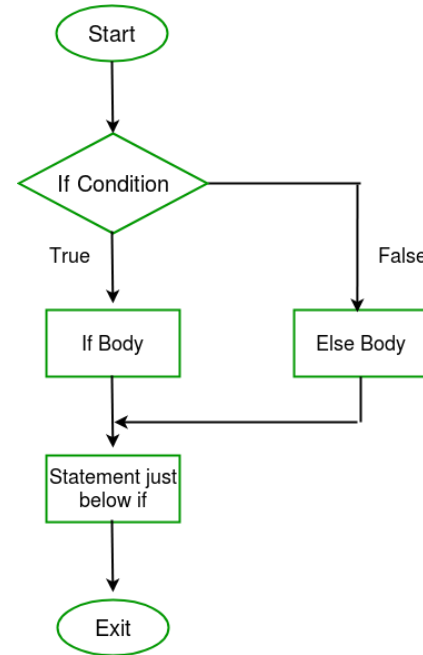 Start
If Condition
True
False
If Body
Else Body
Statement just
below if
Exit